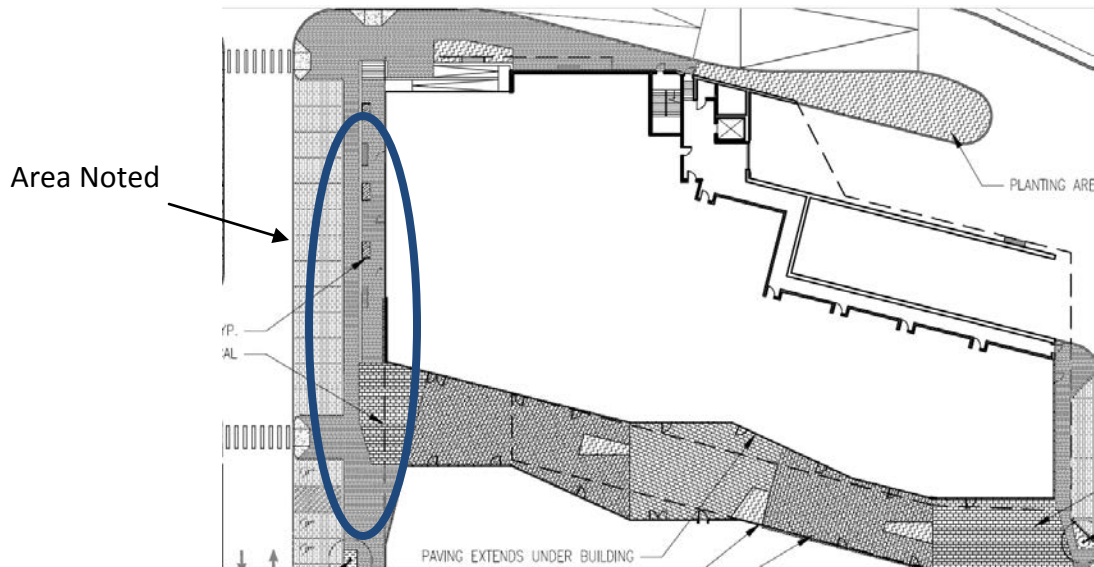 Area Noted
PLANTING ARE
YP.
AL
PAVING EXTENDS UNDER BUILDING